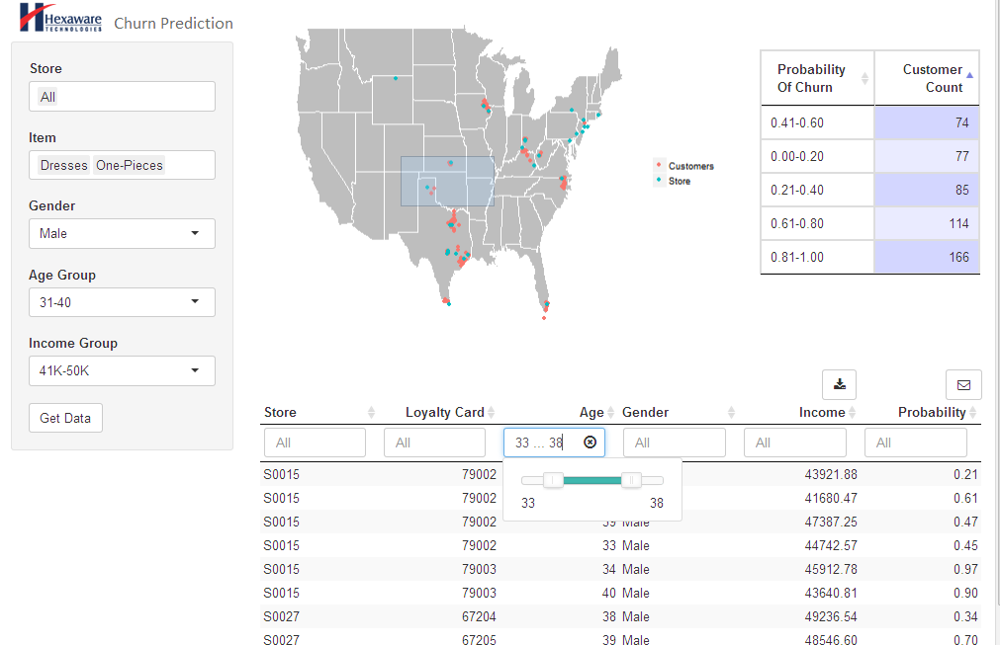 Hexaware
TECHNOLOGIES
Churn Prediction
Store
All
Item
Dresses One-Pieces
Gender
Male
Age Group
31-40
Income Group
41K-50K
Get Data
Customers
Store
Probability Of Churn Customer Count
0.41-0.60 74
0.00-0.20 77
0.21-0.40 85
0.61-0.80 114
0.81-1.00 166
Store Loyalty Card Age Gender Income Probability
All All 33 ... 38 All All All
33 38
S0015 79002 43921.88 0.21
S0015 79002 41680.47 0.61
S0015 79002 39 Male 47387.25 0.47
S0015 79002 33 Male 44742.57 0.45
S0015 79003 34 Male 45912.78 0.97
S0015 79003 40 Male 43640.81 0.90
S0027 67204 38 Male 49236.54 0.34
S0027 67205 39 Male 48546.60 0.70